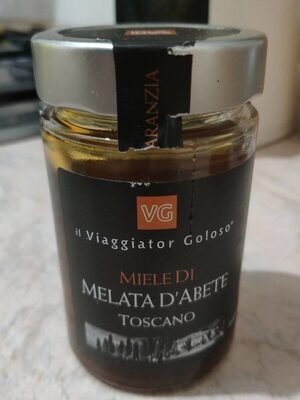 ARANZIA
VG
il Viaggiator Goloso®
MIELE DI
MELATA D'ABETE
TOSCANO